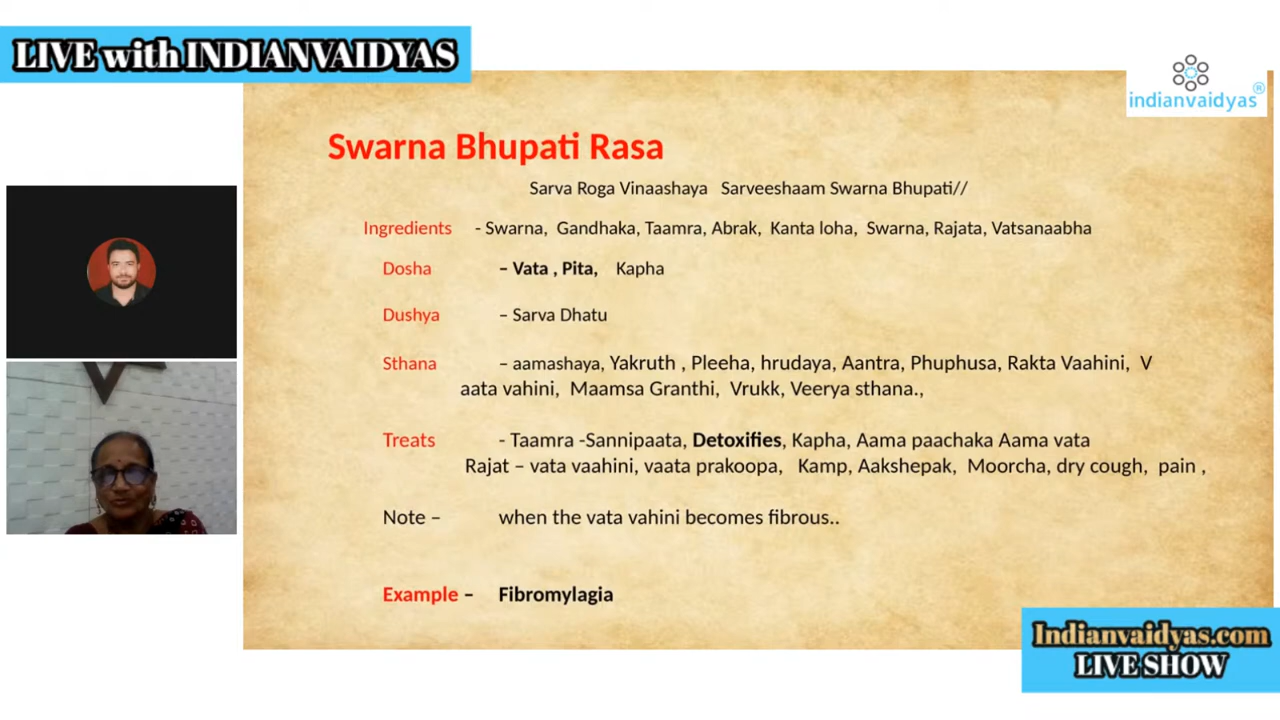 LIVE with INDIANVAIDYAS
indianvaidyas®
Swarna Bhupati Rasa
Sarva Roga Vinaashaya Sarveeshaam Swarna Bhupati//
Ingredients - Swarna, Gandhaka, Taamra, Abrak, Kanta loha, Swarna, Rajata, Vatsanaabha
Dosha – Vata , Pita, Kapha
Dushya – Sarva Dhatu
Sthana – aamashaya, Yakruth , Pleeha, hrudaya, Aantra, Phuphusa, Rakta Vaahini, V
aata vahini, Maamsa Granthi, Vrukk, Veerya sthana.,
Treats - Taamra -Sannipaata, Detoxifies, Kapha, Aama paachaka Aama vata
Rajat – vata vaahini, vaata prakoopa, Kamp, Aakshepak, Moorcha, dry cough, pain ,
Note – when the vata vahini becomes fibrous..
Example – Fibromylagia
Indianvaidyas.com
LIVE SHOW